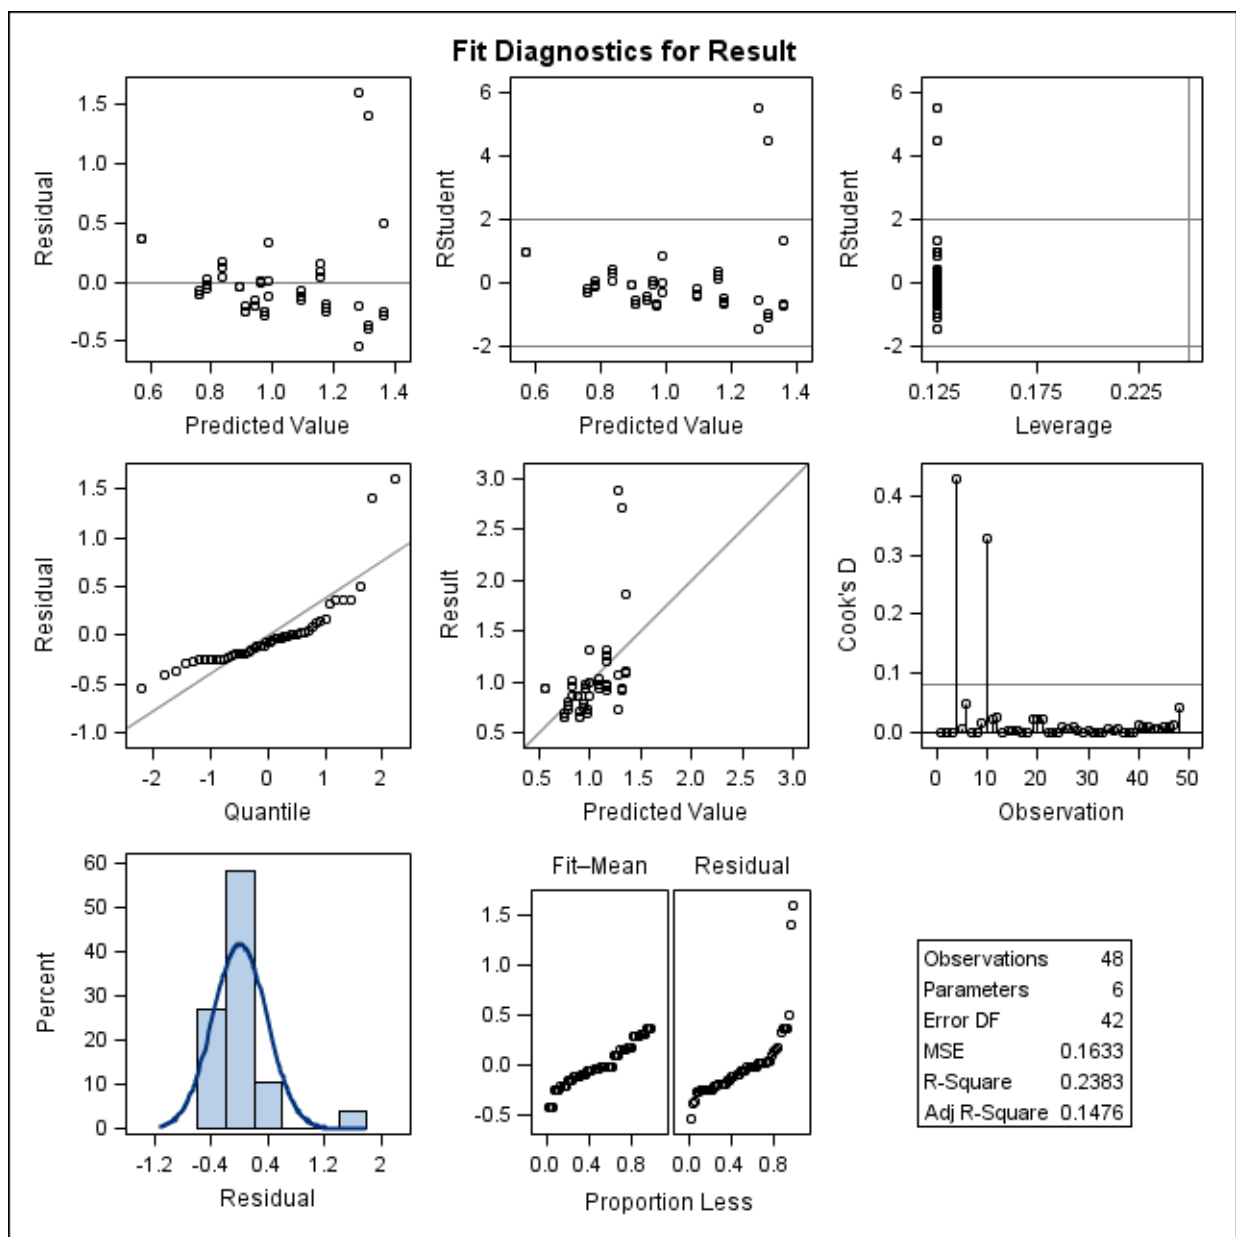 Fit Diagnostics for Result
Residual
1.5
1.0
0.5
0.0
-0.5
0.6 0.8 1.0 1.2 1.4
Predicted Value
RStudent
6
4
2
0
-2
0.6 0.8 1.0 1.2 1.4
Predicted Value
RStudent
6
4
2
0
-2
0.125 0.175 0.225
Leverage
Residual
1.5
1.0
0.5
0.0
-0.5
-1.0
-2 -1 0 1 2
Quantile
Result
3.0
2.5
2.0
1.5
1.0
0.5
0.5 1.0 1.5 2.0 2.5 3.0
Predicted Value
Cook's D
0.4
0.3
0.2
0.1
0.0
0 10 20 30 40 50
Observation
Percent
60
50
40
30
20
10
0
-1.2 -0.4 0.4 1.2 2
Residual
Fit–Mean Residual
1.5
1.0
0.5
0.0
-0.5
0.0 0.4 0.8 0.0 0.4 0.8
Proportion Less
Observations 48
Parameters 6
Error DF 42
MSE 0.1633
R-Square 0.2383
Adj R-Square 0.1476